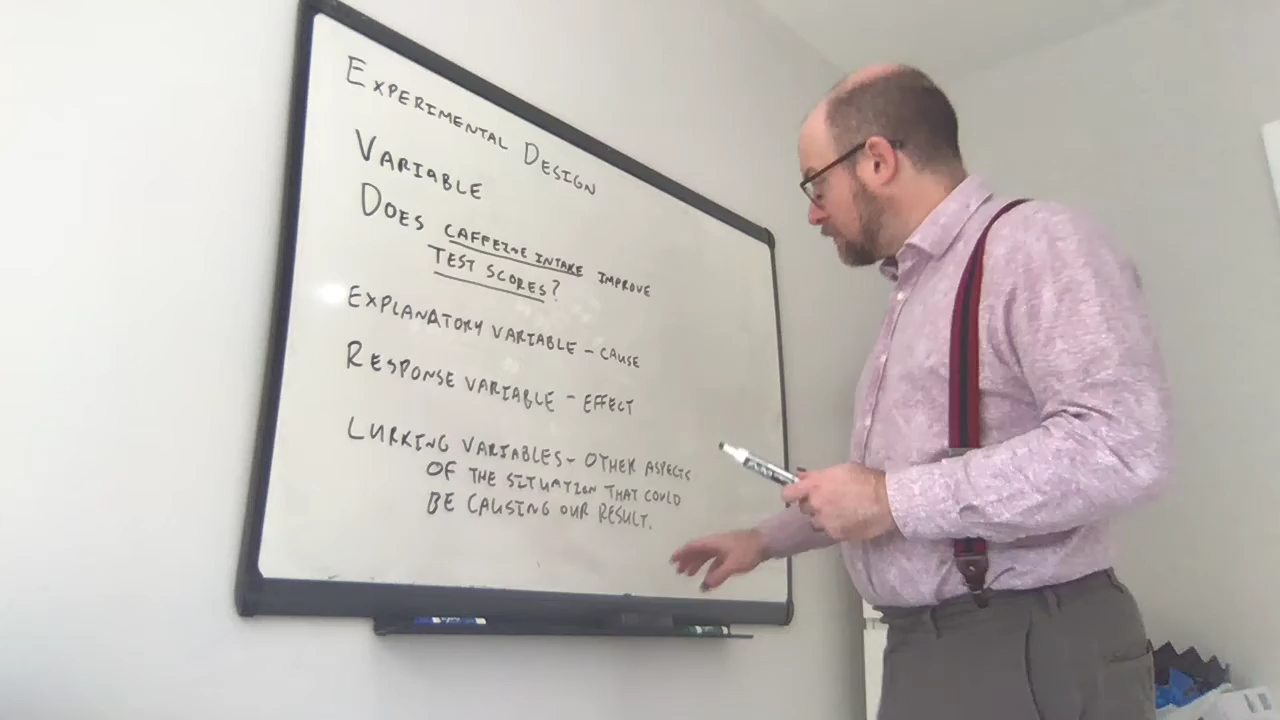 EXPERIMENTAL DESIGN
VARIABLE
DOES CAFFEINE INTAKE IMPROVE
TEST SCORES?
EXPLANATORY VARIABLE - CAUSE
RESPONSE VARIABLE - EFFECT
LURKING VARIABLES - OTHER ASPECTS
OF THE SITUATION THAT COULD
BE CAUSING OUR RESULT.